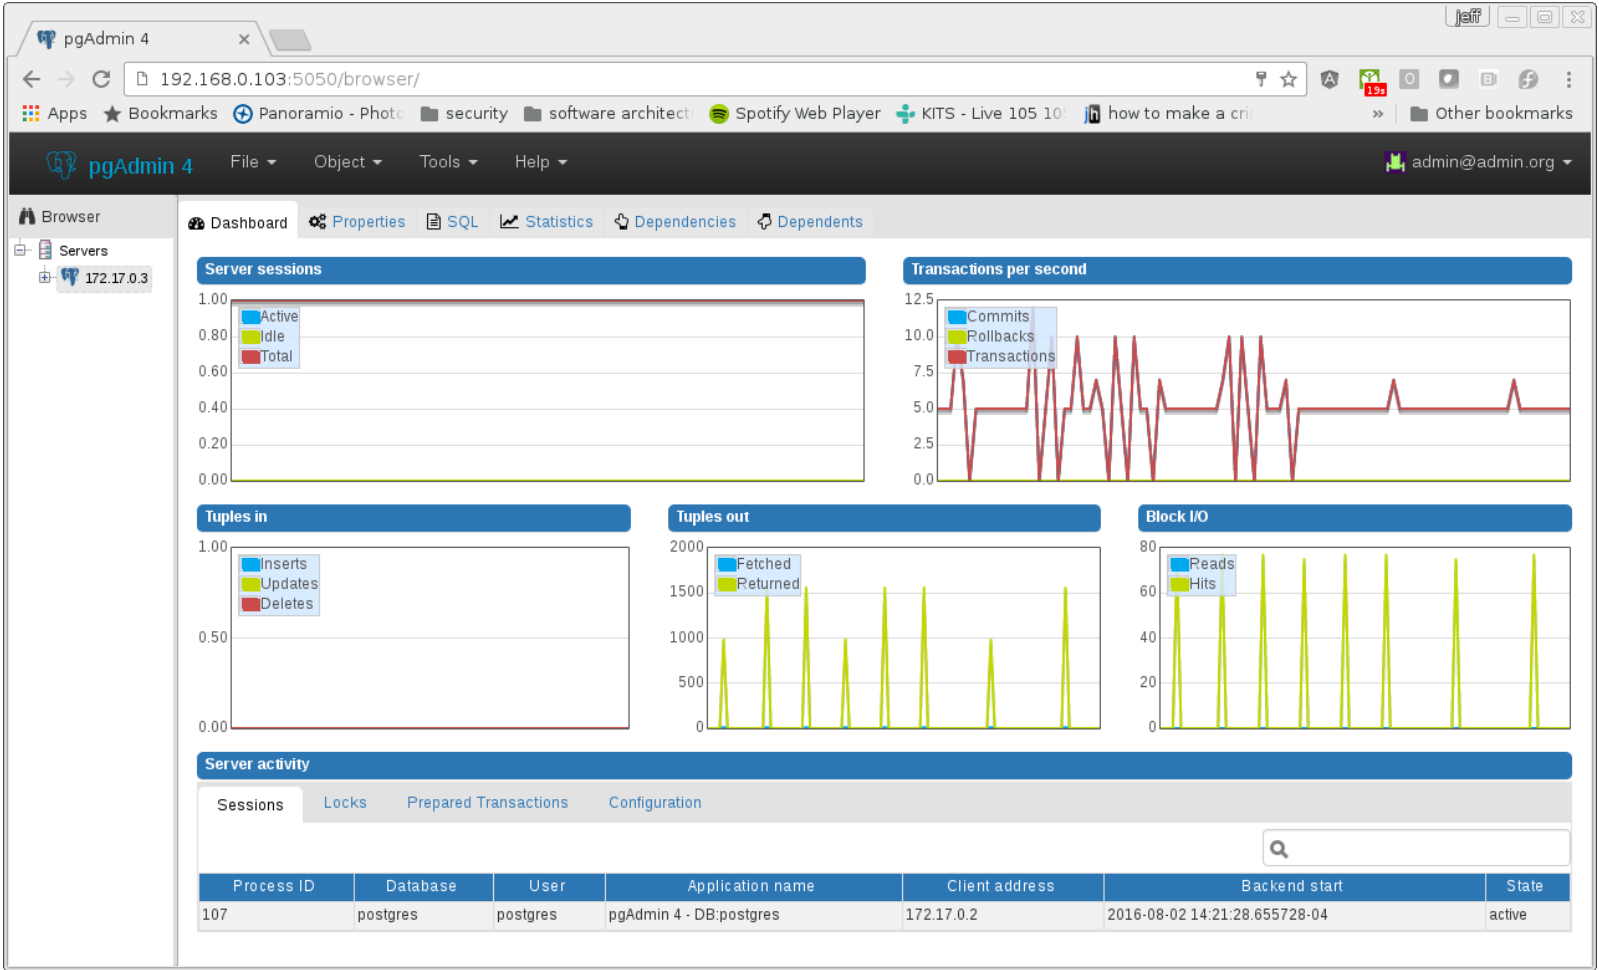 jeff
pgAdmin 4
192.168.0.103:5050/browser/
19s
Apps Bookmarks Panoramio - Phot security software architect Spotify Web Player KITS - Live 105 10 how to make a cri » Other bookmarks
pgAdmin 4 File Object Tools Help admin@admin.org
Browser
Dashboard Properties SQL Statistics Dependencies Dependents
Servers
172.17.0.3
Server sessions
1.00
0.80
0.60
0.40
0.20
0.00
Active
Idle
Total
Transactions per second
12.5
10.0
7.5
5.0
2.5
0.0
Commits
Rollbacks
Transactions
Tuples in
1.00
0.50
0.00
Inserts
Updates
Deletes
Tuples out
2000
1500
1000
500
0
Fetched
Returned
Block I/O
80
60
40
20
0
Reads
Hits
Server activity
Sessions Locks Prepared Transactions Configuration
Process ID Database User Application name Client address Backend start State
107 postgres postgres pgAdmin 4 - DB:postgres 172.17.0.2 2016-08-02 14:21:28.655728-04 active